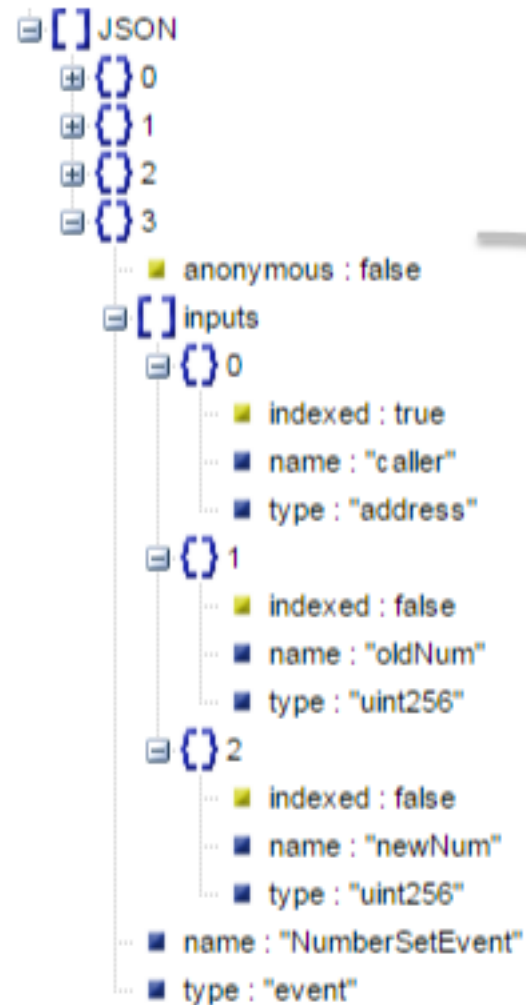 [ ] JSON
{ } 0
{ } 1
{ } 2
{ } 3
anonymous : false
[ ] inputs
{ } 0
indexed : true
name : "caller"
type : "address"
{ } 1
indexed : false
name : "oldNum"
type : "uint256"
{ } 2
indexed : false
name : "newNum"
type : "uint256"
name : "NumberSetEvent"
type : "event"